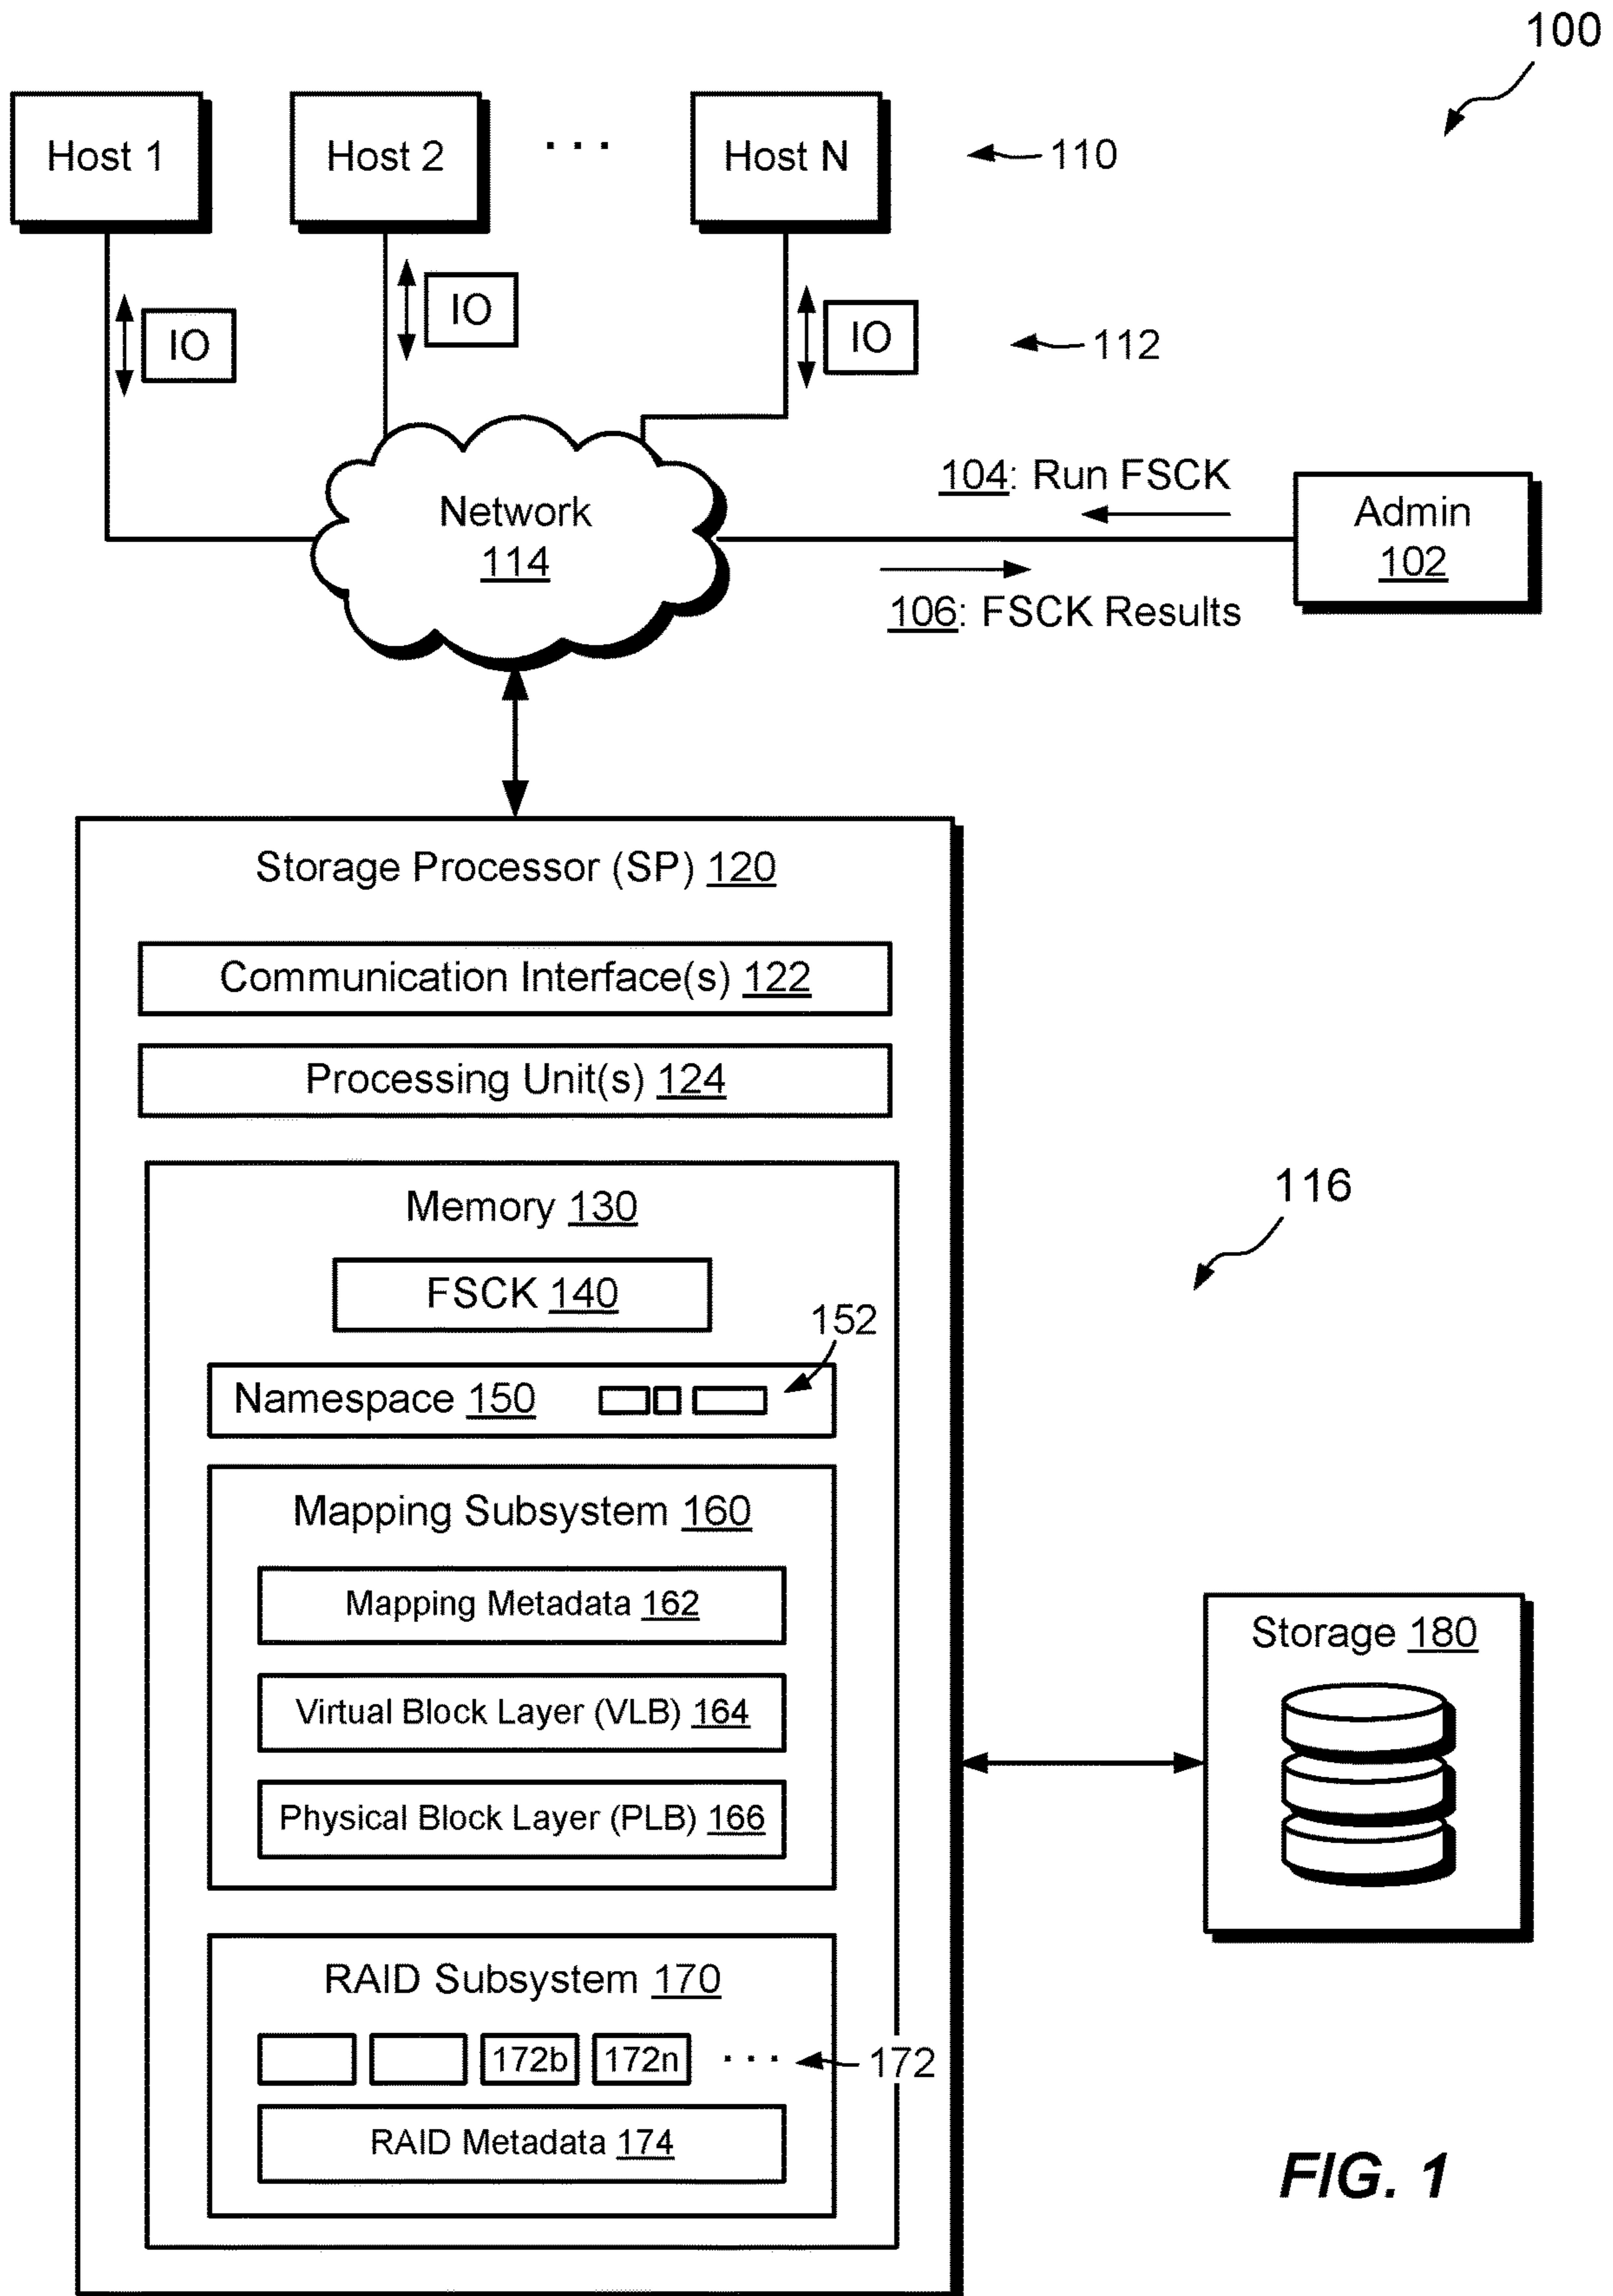 100
Host 1
Host 2
. . .
Host N
110
IO
IO
IO
112
Network
114
104: Run FSCK
106: FSCK Results
Admin
102
Storage Processor (SP) 120
Communication Interface(s) 122
Processing Unit(s) 124
Memory 130
116
FSCK 140
152
Namespace 150
Mapping Subsystem 160
Mapping Metadata 162
Virtual Block Layer (VLB) 164
Physical Block Layer (PLB) 166
Storage 180
RAID Subsystem 170
172b
172n
. . .
172
RAID Metadata 174
FIG. 1